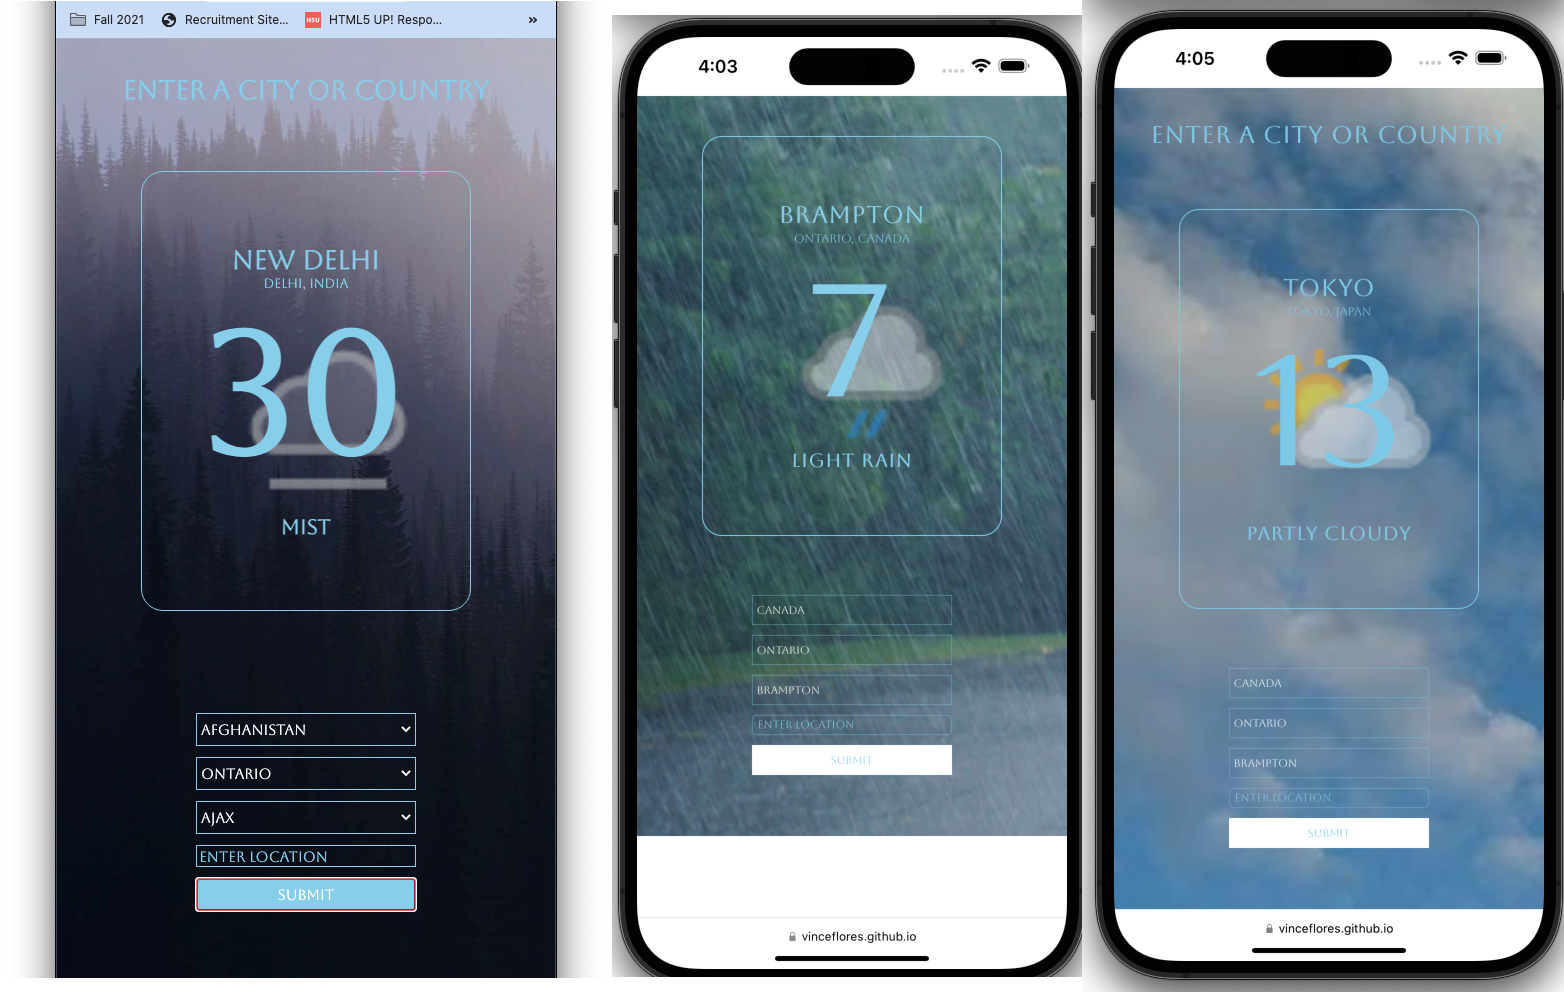 Fall 2021
Recruitment Site...
HSU
HTML5 UP! Respo...
»
ENTER A CITY OR COUNTRY
NEW DELHI
DELHI, INDIA
30
MIST
AFGHANISTAN
ONTARIO
AJAX
ENTER LOCATION
SUBMIT
4:03
BRAMPTON
ONTARIO, CANADA
7
LIGHT RAIN
CANADA
ONTARIO
BRAMPTON
ENTER LOCATION
SUBMIT
vinceflores.github.io
4:05
ENTER A CITY OR COUNTRY
TOKYO
TOKYO, JAPAN
13
PARTLY CLOUDY
CANADA
ONTARIO
BRAMPTON
ENTER LOCATION
SUBMIT
vinceflores.github.io